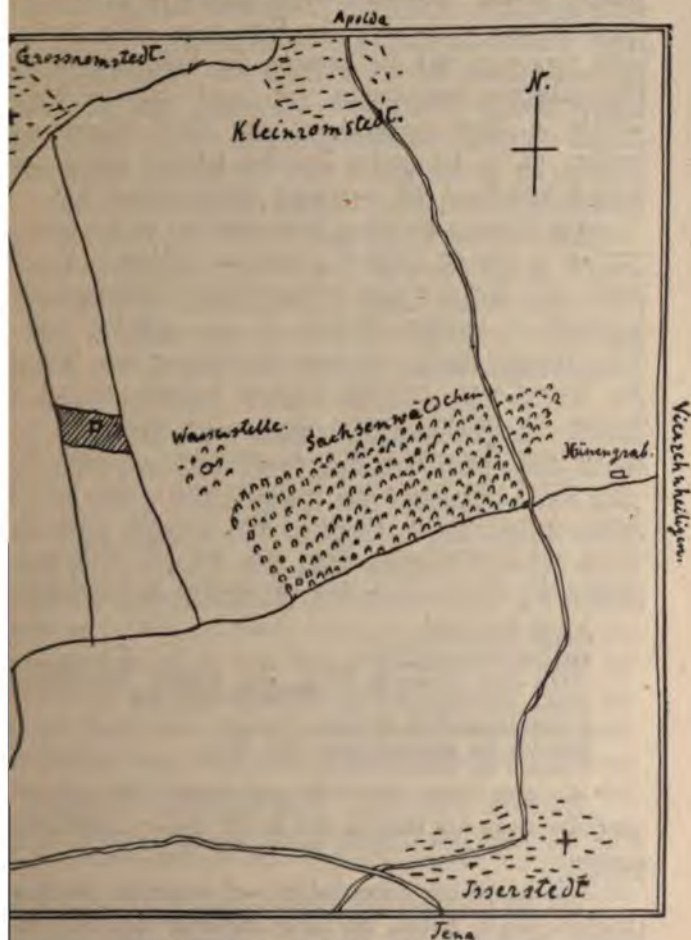 Apolda
Grossromstedt.
N.
Kleinromstedt.
Wasserstelle.
Sachsenwäldchen
Hünengrab.
Vierzehnheiligen.
Isserstedt
Jena